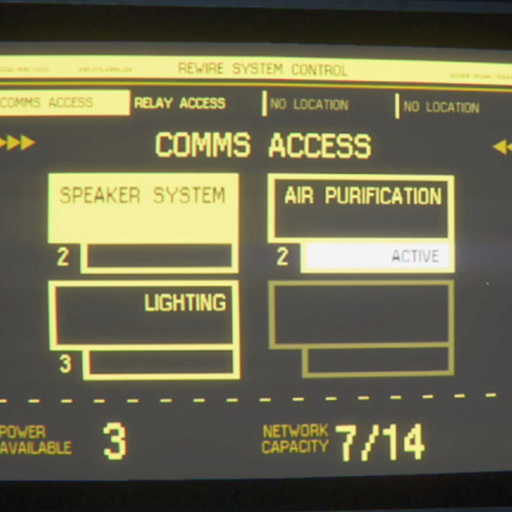 REWIRE SYSTEM CONTROL
COMMS ACCESS RELAY ACCESS NO LOCATION NO LOCATION
COMMS ACCESS
SPEAKER SYSTEM AIR PURIFICATION
2 2 ACTIVE
LIGHTING
3
POWER AVAILABLE 3 NETWORK CAPACITY 7/14